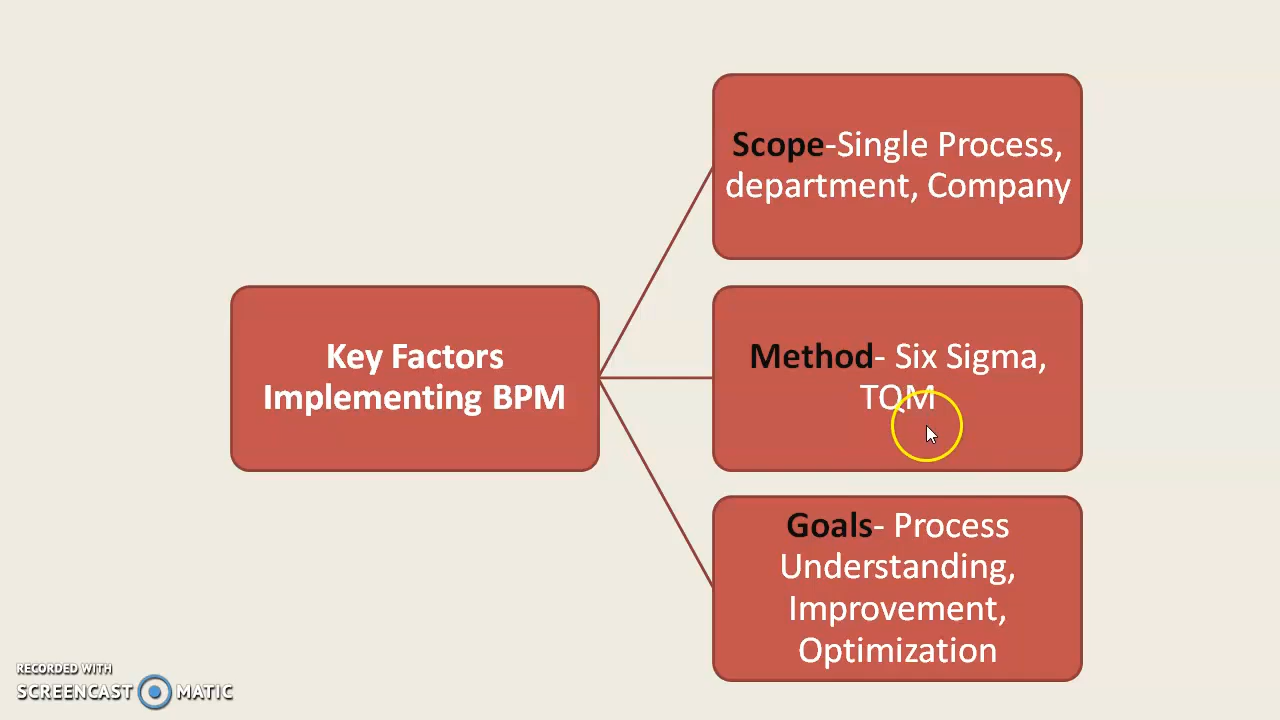 Scope-Single Process,
department, Company
Key Factors
Implementing BPM
Method- Six Sigma,
TQM
Goals- Process
Understanding,
Improvement,
Optimization
RECORDED WITH
SCREENCAST MATIC